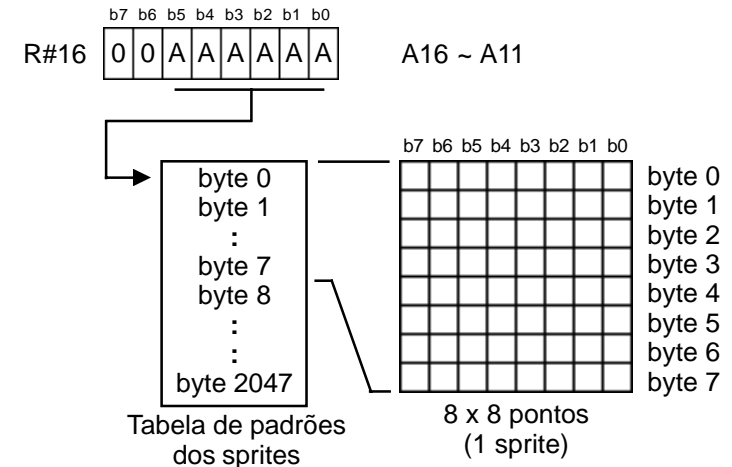 b7 b6 b5 b4 b3 b2 b1 b0
R#16 0 0 A A A A A A A16 ~ A11
b7 b6 b5 b4 b3 b2 b1 b0
byte 0
byte 1
:
byte 7
byte 8
:
:
byte 2047
Tabela de padrões
dos sprites
byte 0
byte 1
byte 2
byte 3
byte 4
byte 5
byte 6
byte 7
8 x 8 pontos
(1 sprite)